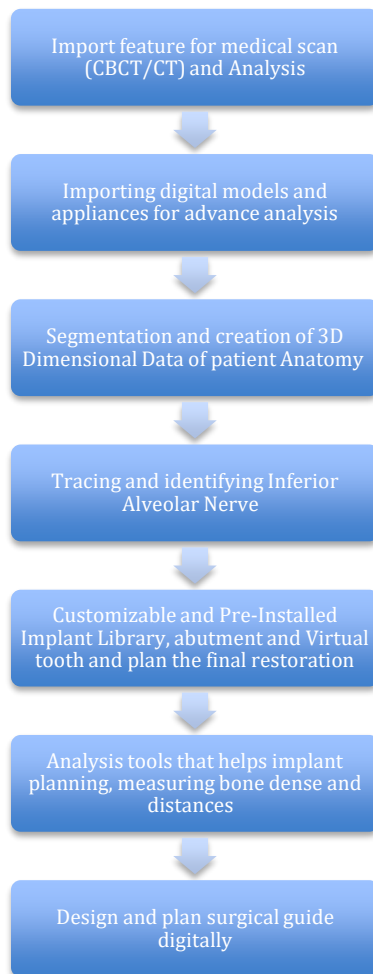 Import feature for medical scan
(CBCT/CT) and Analysis
Importing digital models and
appliances for advance analysis
Segmentation and creation of 3D
Dimensional Data of patient Anatomy
Tracing and identifying Inferior
Alveolar Nerve
Customizable and Pre-Installed
Implant Library, abutment and Virtual
tooth and plan the final restoration
Analysis tools that helps implant
planning, measuring bone dense and
distances
Design and plan surgical guide
digitally